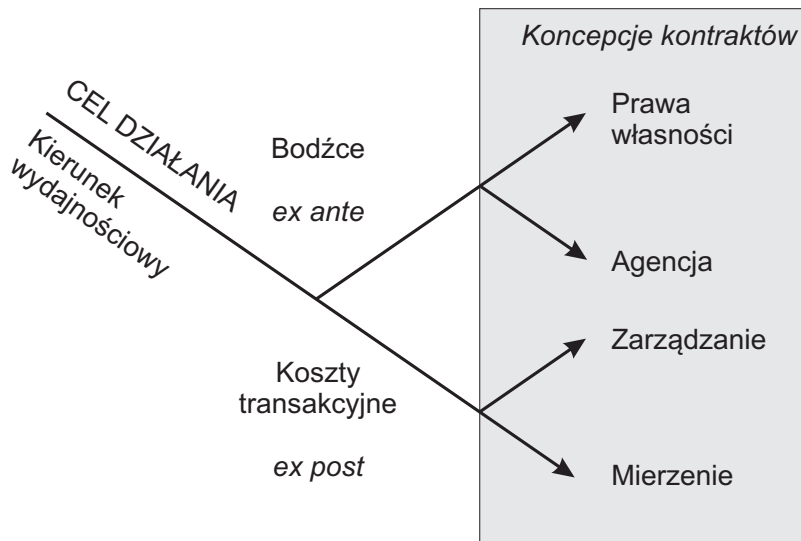 Koncepcje kontraktów
CEL DZIAŁANIA
Kierunek
wydajnościowy
Bodźce
ex ante
Prawa
własności
Agencja
Koszty
transakcyjne
ex post
Zarządzanie
Mierzenie